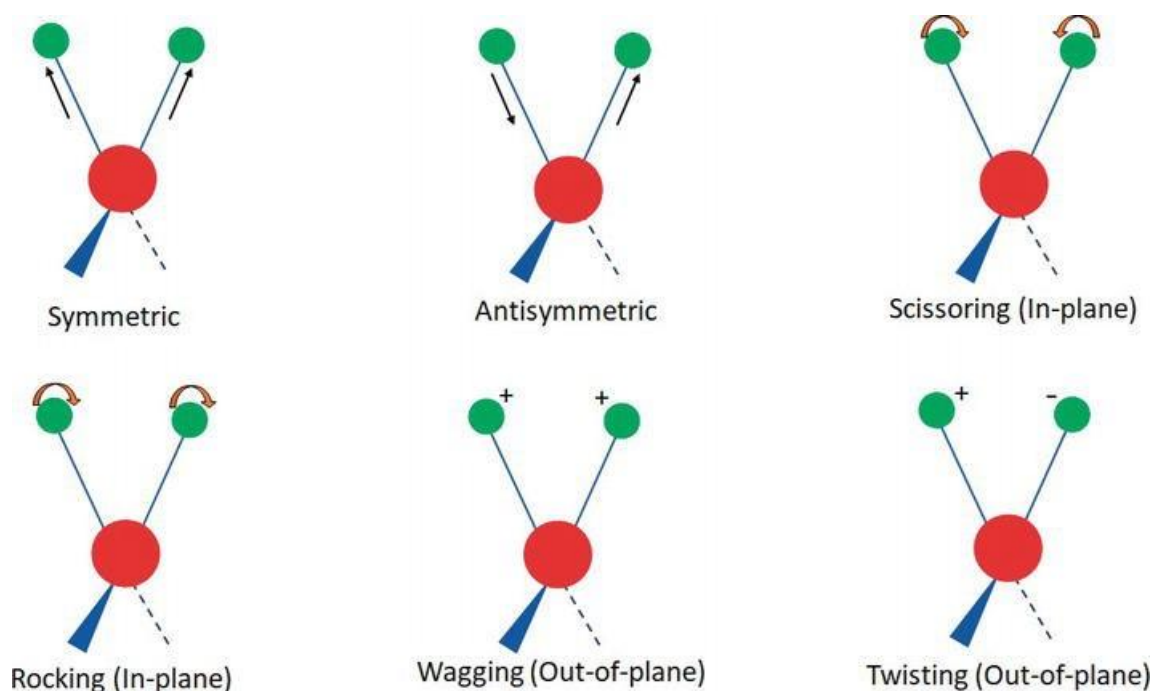 Symmetric
Antisymmetric
Scissoring (In-plane)
+ +
+ -
Rocking (In-plane)
Wagging (Out-of-plane)
Twisting (Out-of-plane)